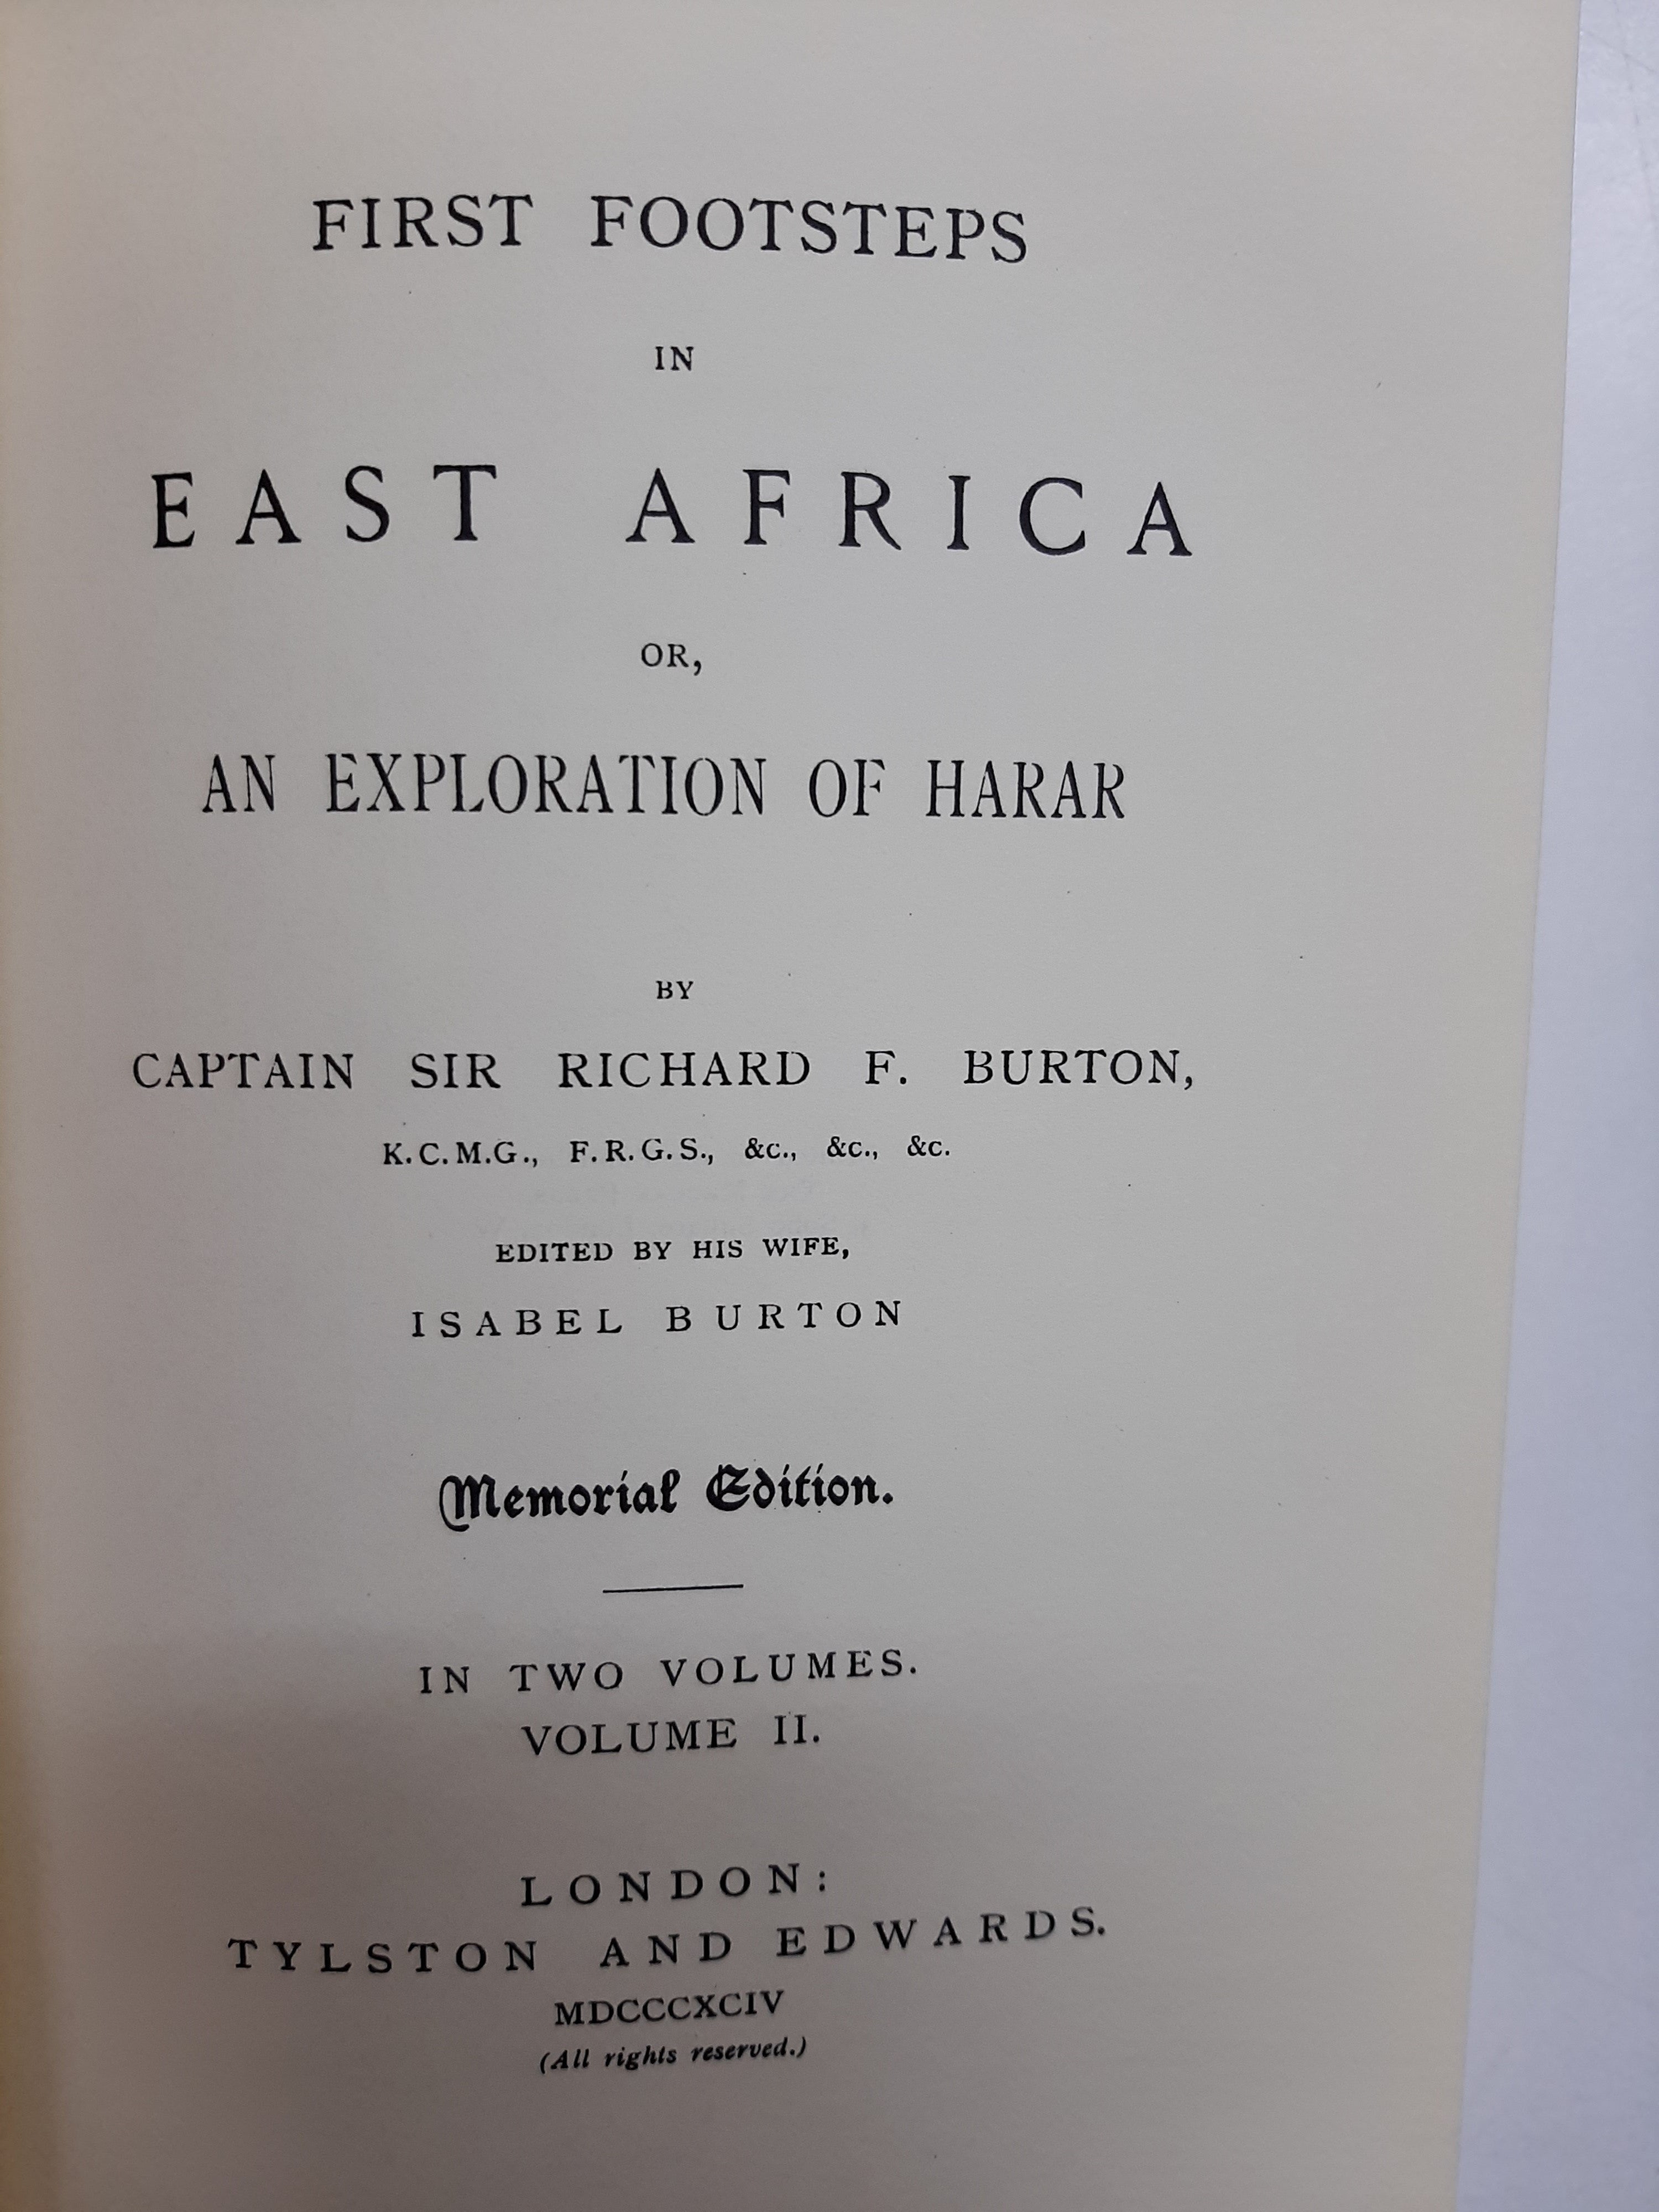 FIRST FOOTSTEPS
IN
EAST AFRICA
OR,
AN EXPLORATION OF HARAR
BY
CAPTAIN SIR RICHARD F. BURTON,
K.C.M.G., F.R.G.S., &c., &c., &c.
EDITED BY HIS WIFE,
ISABEL BURTON
Memorial Edition.
IN TWO VOLUMES.
VOLUME II.
LONDON:
TYLSTON AND EDWARDS.
MDCCCXCIV
(All rights reserved.)